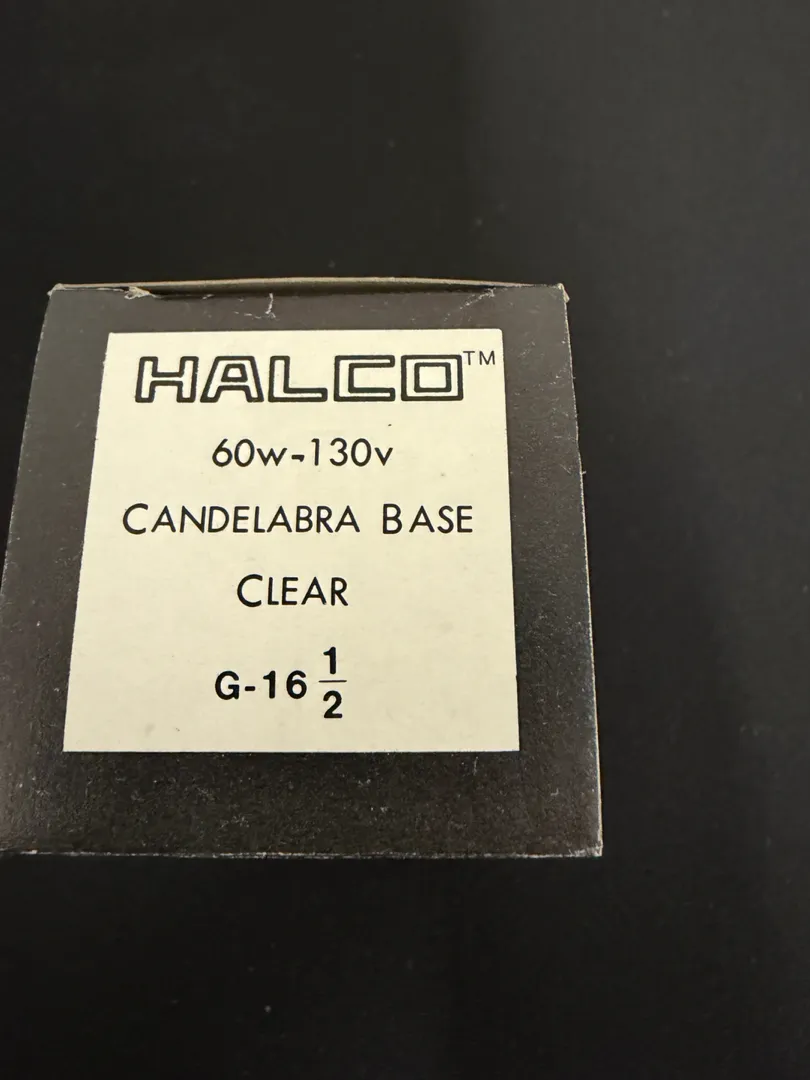 HALCO™
60w-130v
CANDELABRA BASE
CLEAR
G-16 1/2